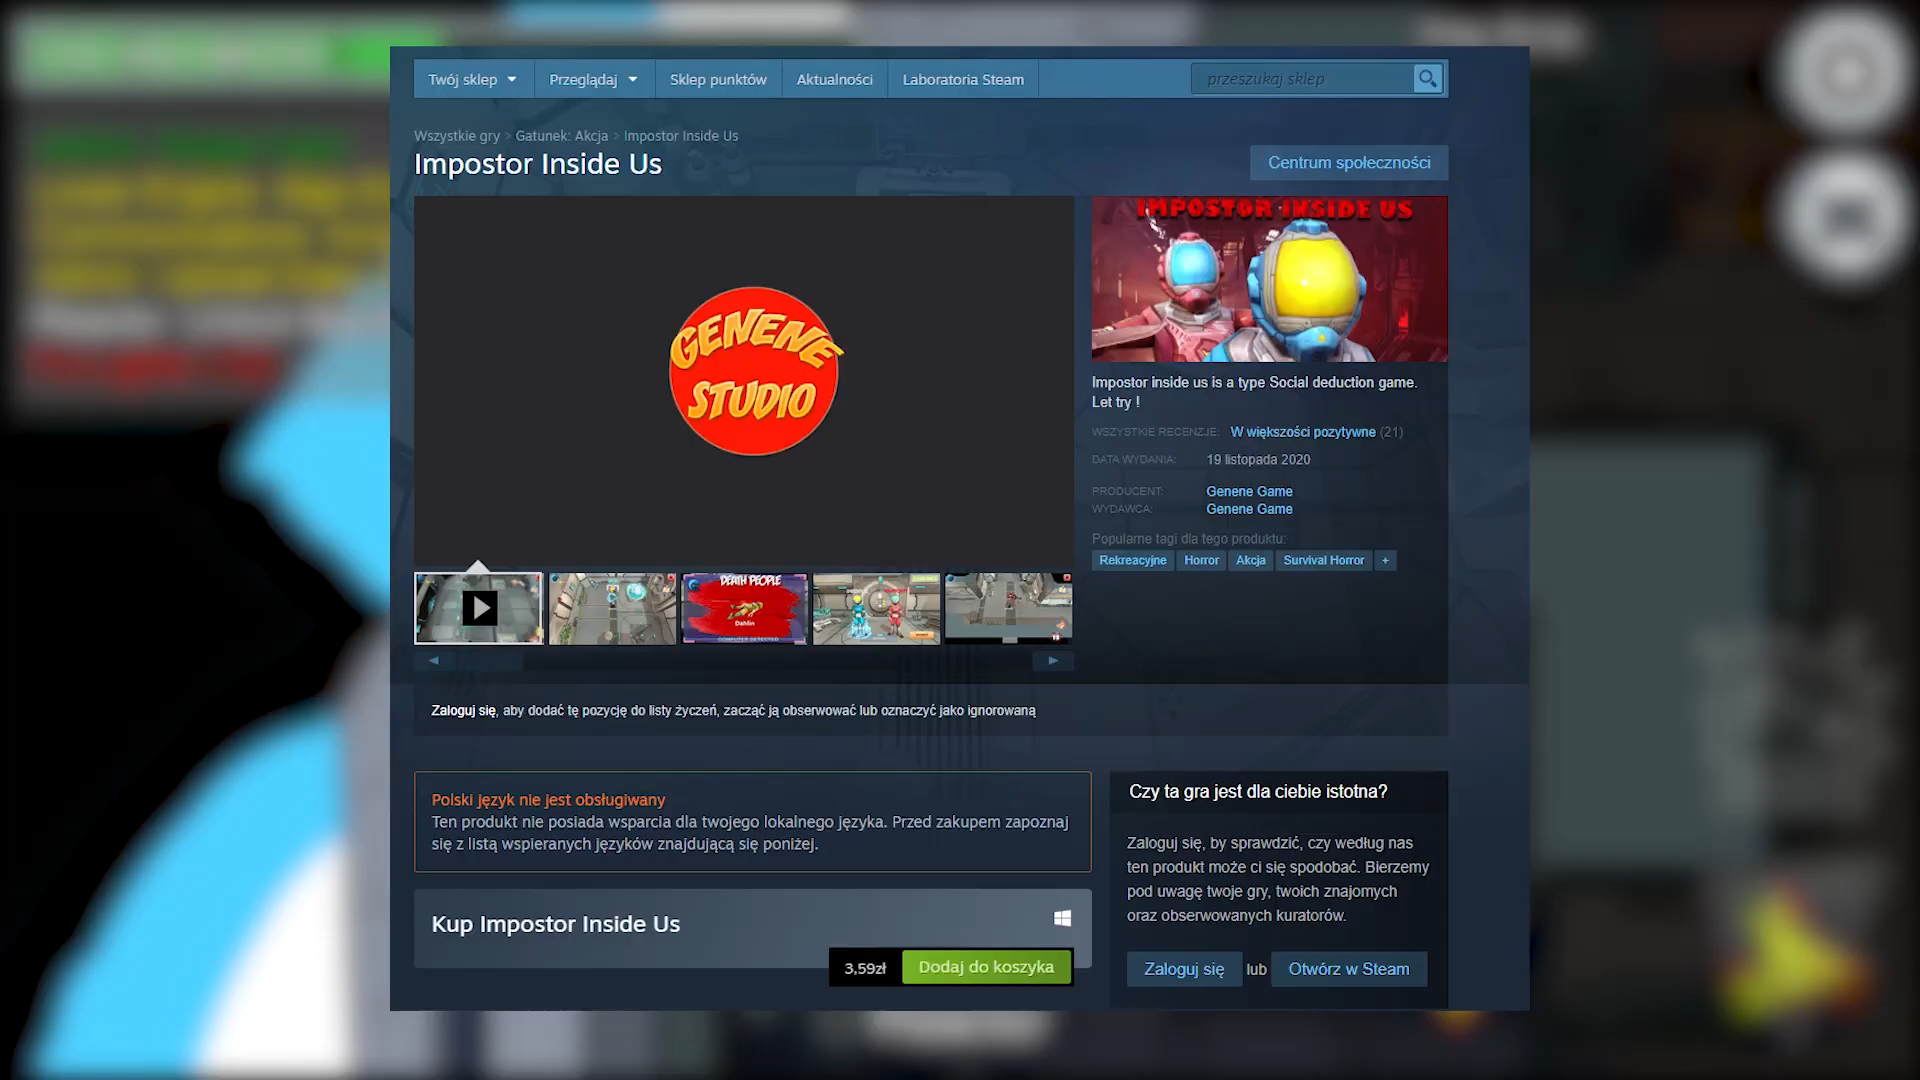 Twój sklep
Przeglądaj
Sklep punktów
Aktualności
Laboratoria Steam
przeszukaj sklep
Wszystkie gry > Gatunek: Akcja > Impostor Inside Us
Impostor Inside Us
Centrum społeczności
GENENE
STUDIO
IMPOSTOR INSIDE US
Impostor inside us is a type Social deduction game.
Let try !
WSZYSTKIE RECENZJE: W większości pozytywne (21)
DATA WYDANIA: 19 listopada 2020
PRODUCENT: Genene Game
WYDAWCA: Genene Game
Popularne tagi dla tego produktu:
Rekreacyjne Horror Akcja Survival Horror +
DEATH PEOPLE
Dahlin
COMPUTER DETECTED
Zaloguj się, aby dodać tę pozycję do listy życzeń, zacząć ją obserwować lub oznaczyć jako ignorowaną
Polski język nie jest obsługiwany
Ten produkt nie posiada wsparcia dla twojego lokalnego języka. Przed zakupem zapoznaj
się z listą wspieranych języków znajdującą się poniżej.
Kup Impostor Inside Us
3,59zł
Dodaj do koszyka
Czy ta gra jest dla ciebie istotna?
Zaloguj się, by sprawdzić, czy według nas
ten produkt może ci się spodobać. Bierzemy
pod uwagę twoje gry, twoich znajomych
oraz obserwowanych kuratorów.
Zaloguj się lub Otwórz w Steam